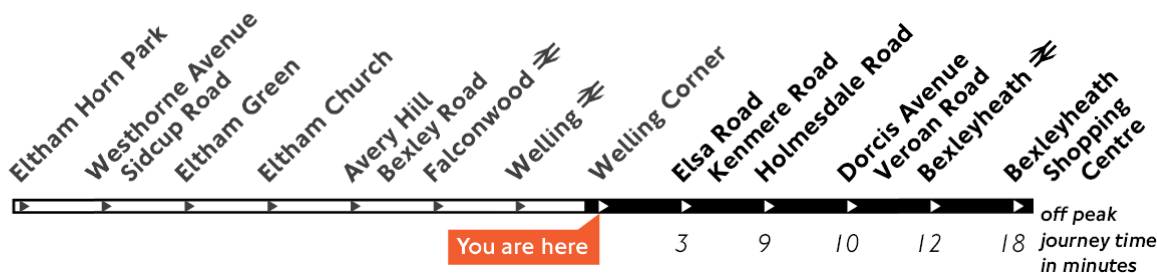 Eltham Horn Park
Westhorne Avenue
Sidcup Road
Eltham Green
Eltham Church
Avery Hill
Bexley Road
Falconwood
Welling
Welling Corner
Elsa Road
Kenmere Road
Holmesdale Road
Dorcis Avenue
Veroan Road
Bexleyheath
Bexleyheath
Shopping
Centre
You are here
3 9 10 12 18
off peak
journey time
in minutes